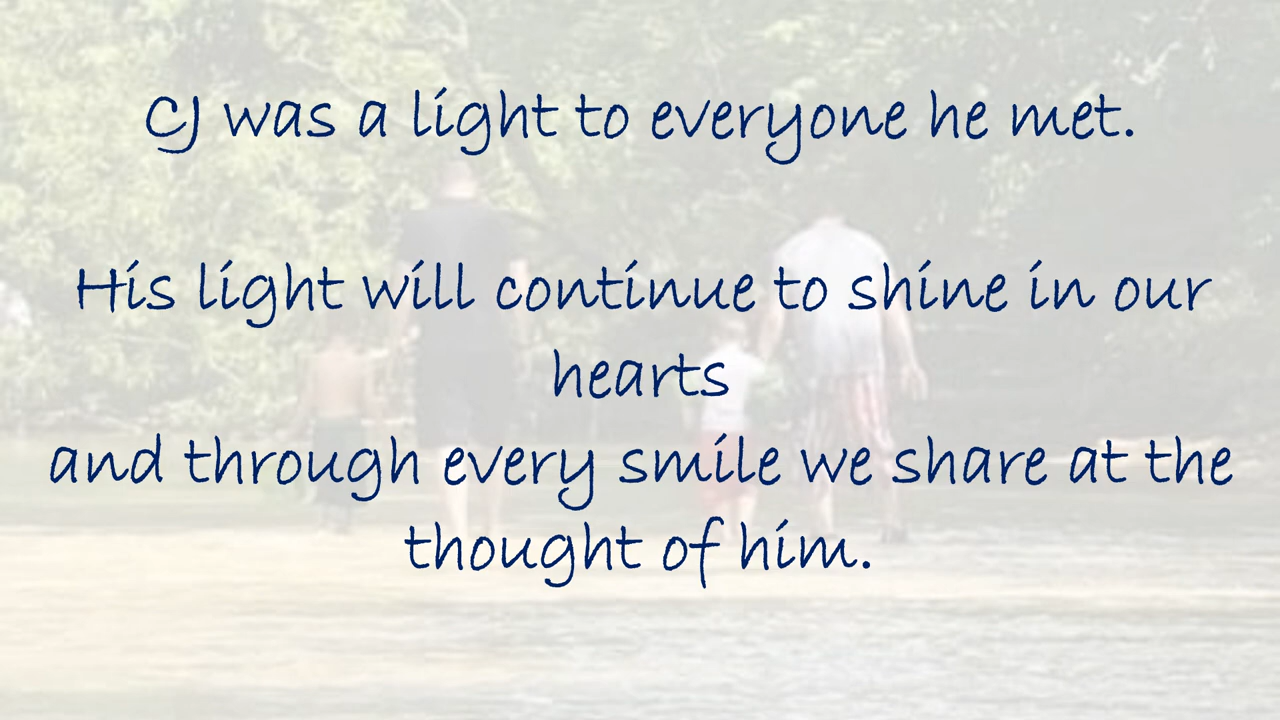 CJ was a light to everyone he met.
His light will continue to shine in our
hearts
and through every smile we share at the
thought of him.